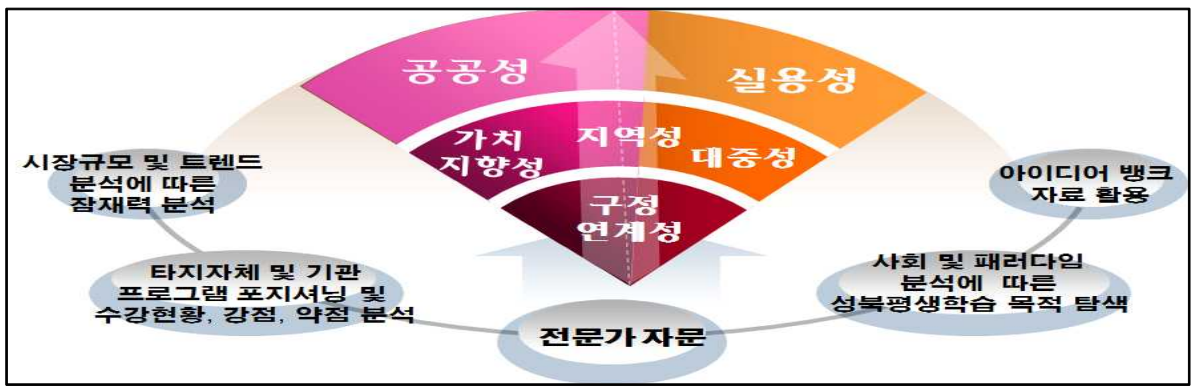 공공성
실용성
가치
지향성
지역성
대중성
구정
연계성
시장규모 및 트렌드
분석에 따른
잠재력 분석
아이디어 뱅크
자료 활용
타지자체 및 기관
프로그램 포지셔닝 및
수강현황, 강점, 약점 분석
사회 및 패러다임
분석에 따른
성북평생학습 목적 탐색
전문가 자문